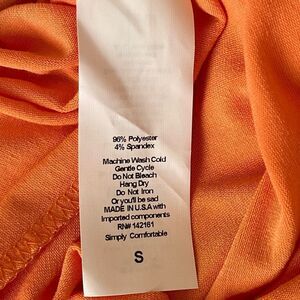 96% Polyester
4% Spandex
Machine Wash Cold
Gentle Cycle
Do Not Bleach
Hang Dry
Do Not Iron
Or you'll be sad
MADE IN U.S.A with
Imported components
RN# 142161
Simply Comfortable
S